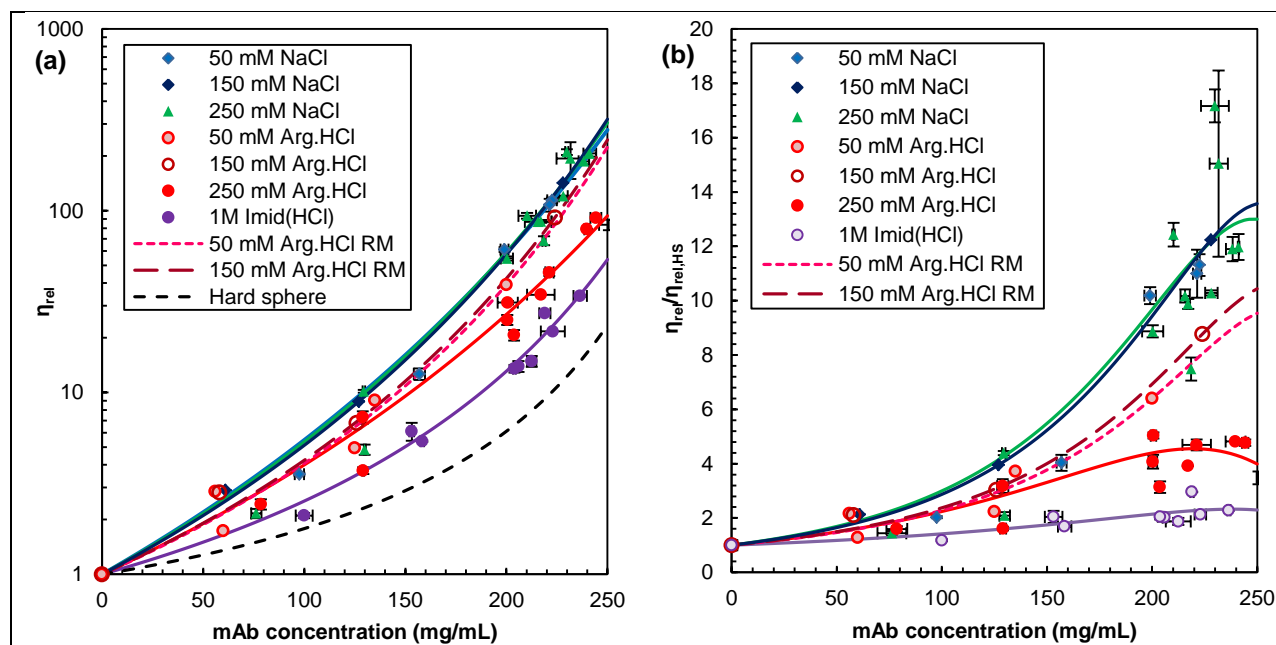 (a)
1000
100
10
1
0
50
100
150
200
250
ηrel
mAb concentration (mg/mL)
50 mM NaCl
150 mM NaCl
250 mM NaCl
50 mM Arg.HCl
150 mM Arg.HCl
250 mM Arg.HCl
1M Imid(HCl)
50 mM Arg.HCl RM
150 mM Arg.HCl RM
Hard sphere
(b)
20
18
16
14
12
10
8
6
4
2
0
0
50
100
150
200
250
ηrel/ηrel,HS
mAb concentration (mg/mL)
50 mM NaCl
150 mM NaCl
250 mM NaCl
50 mM Arg.HCl
150 mM Arg.HCl
250 mM Arg.HCl
1M Imid(HCl)
50 mM Arg.HCl RM
150 mM Arg.HCl RM